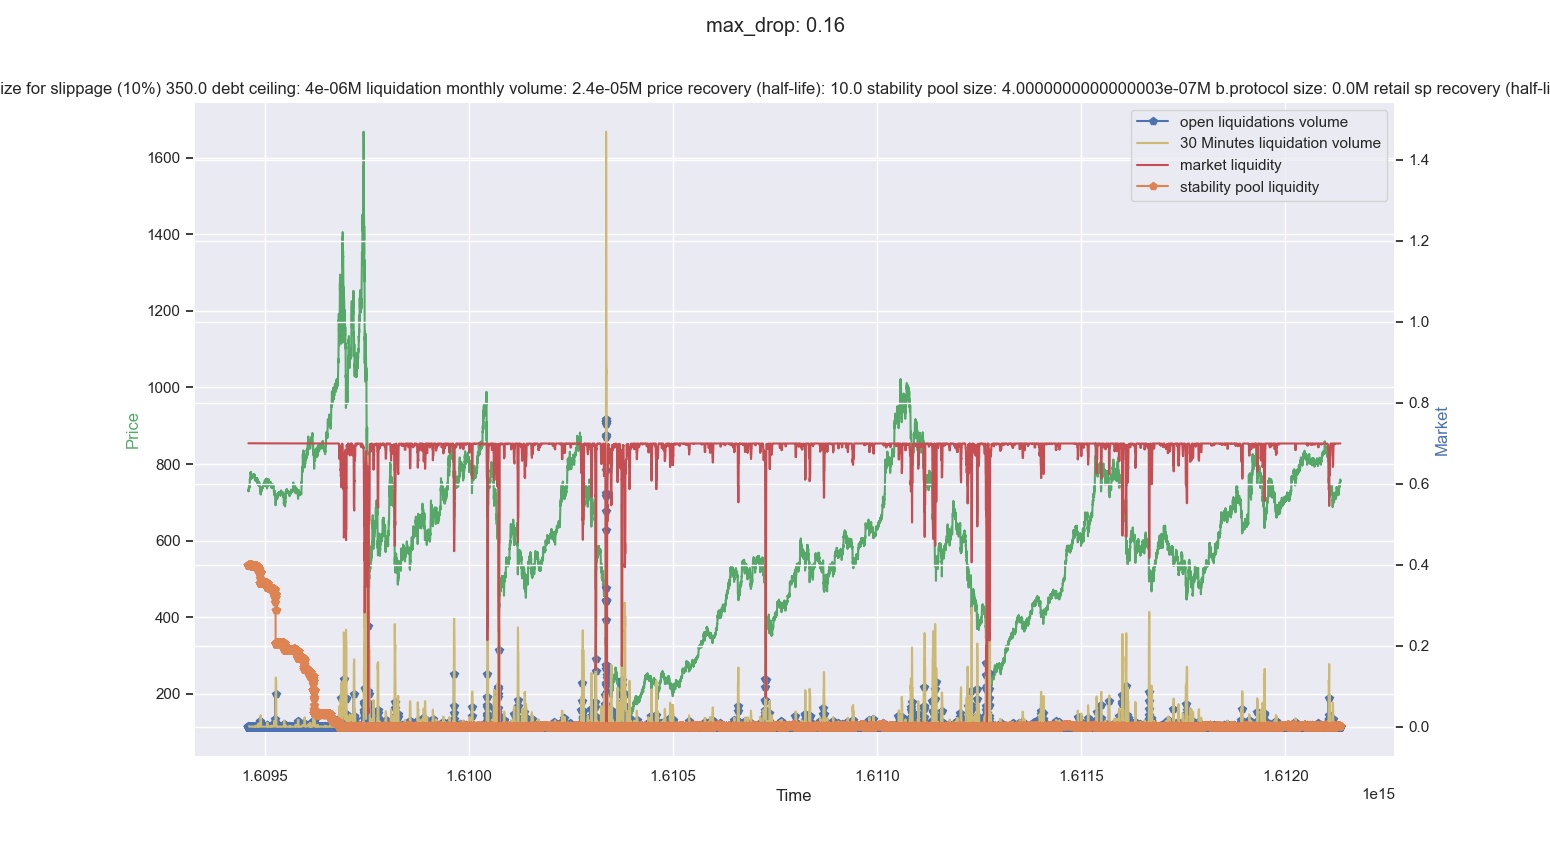 max_drop: 0.16
ize for slippage (10%) 350.0 debt ceiling: 4e-06M liquidation monthly volume: 2.4e-05M price recovery (half-life): 10.0 stability pool size: 4.0000000000000003e-07M b.protocol size: 0.0M retail sp recovery (half-li
open liquidations volume
30 Minutes liquidation volume
market liquidity
stability pool liquidity
1600
1400
1200
1000
800
600
400
200
Price
1.4
1.2
1.0
0.8
0.6
0.4
0.2
0.0
Market
1.6095 1.6100 1.6105 1.6110 1.6115 1.6120
Time
1e15